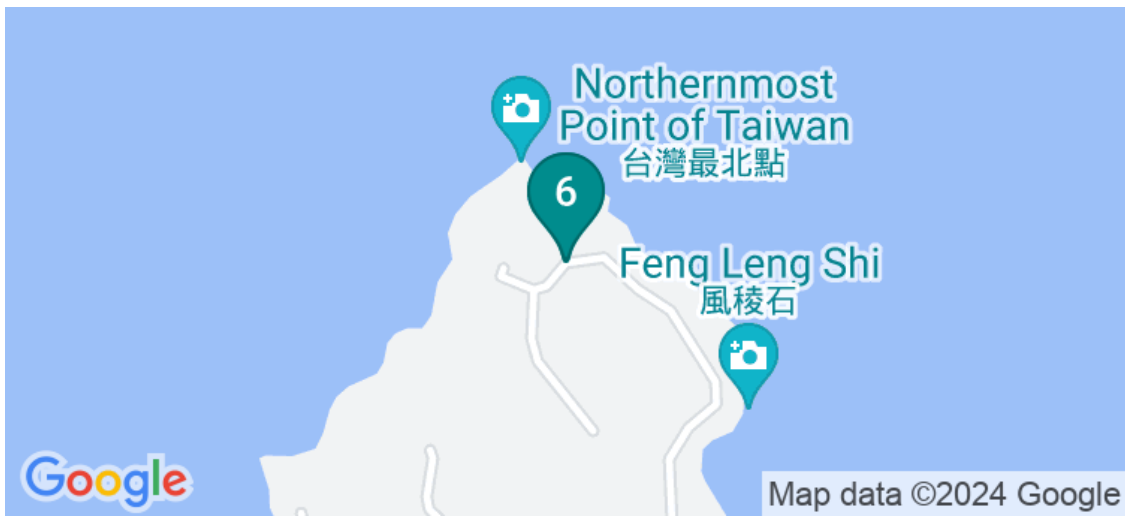 Northernmost
Point of Taiwan
台灣最北點
6
Feng Leng Shi
風稜石
Google
Map data ©2024 Google